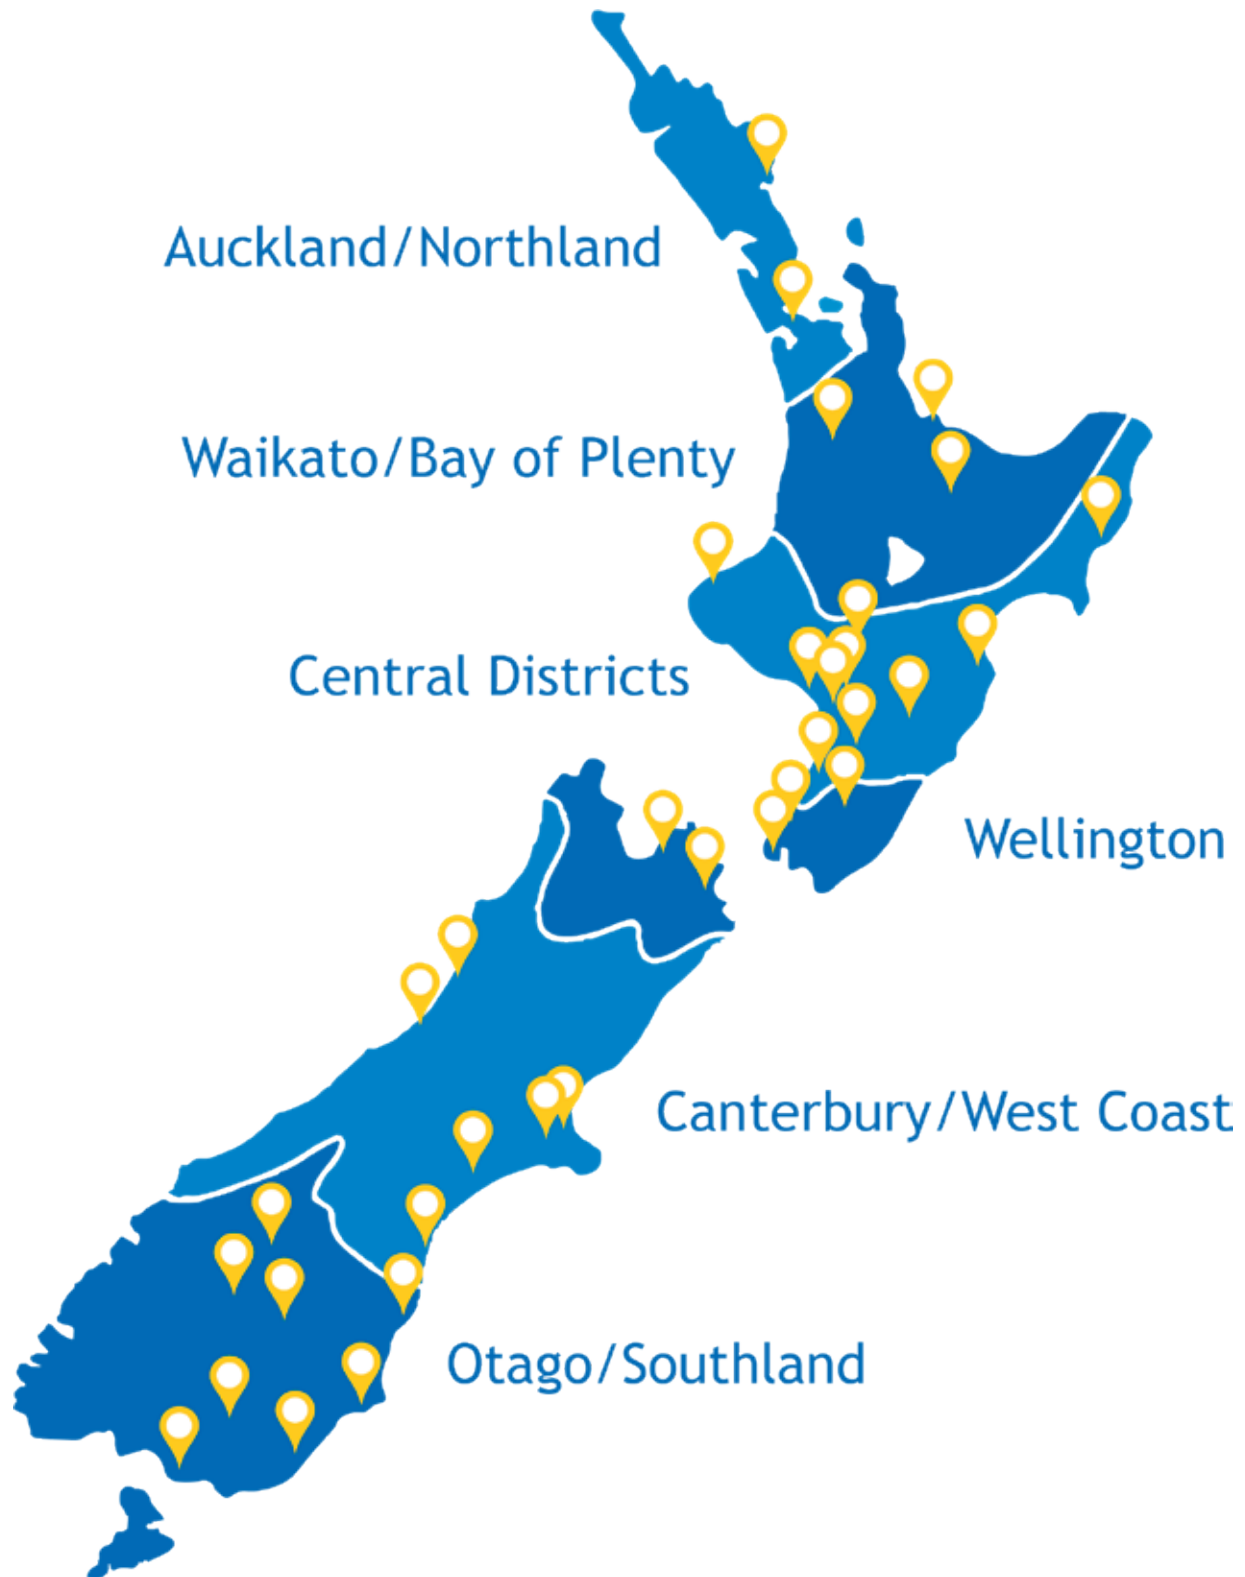 Auckland/Northland
Waikato/Bay of Plenty
Central Districts
Wellington
Canterbury/West Coast
Otago/Southland